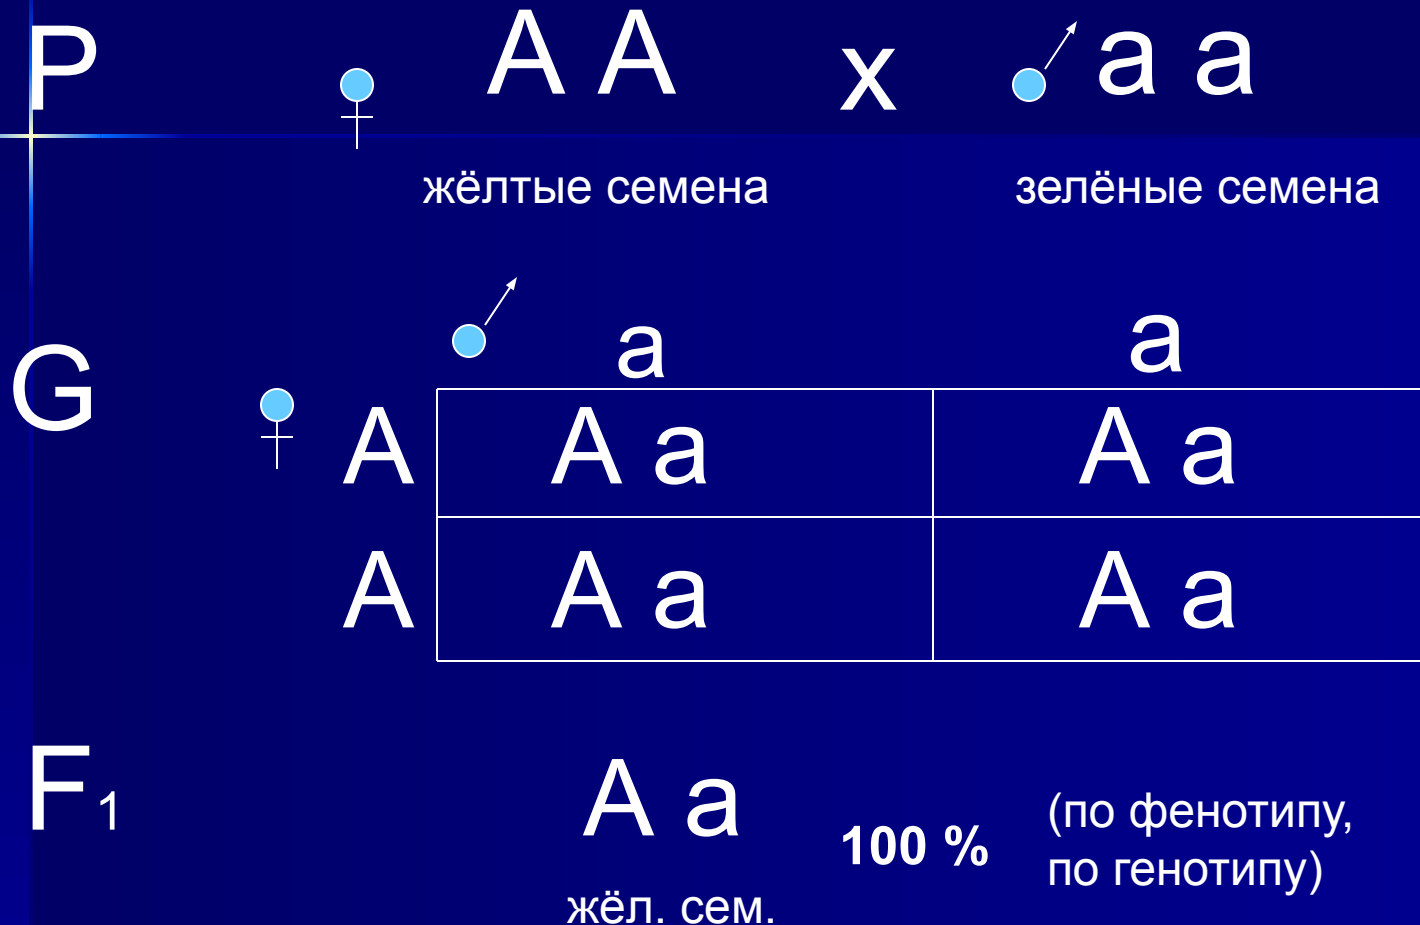 P А А х а а
жёлтые семена зелёные семена
а а
G А А а А а
А А а А а
F1 А а 100 % (по фенотипу,
по генотипу)
жёл. сем.